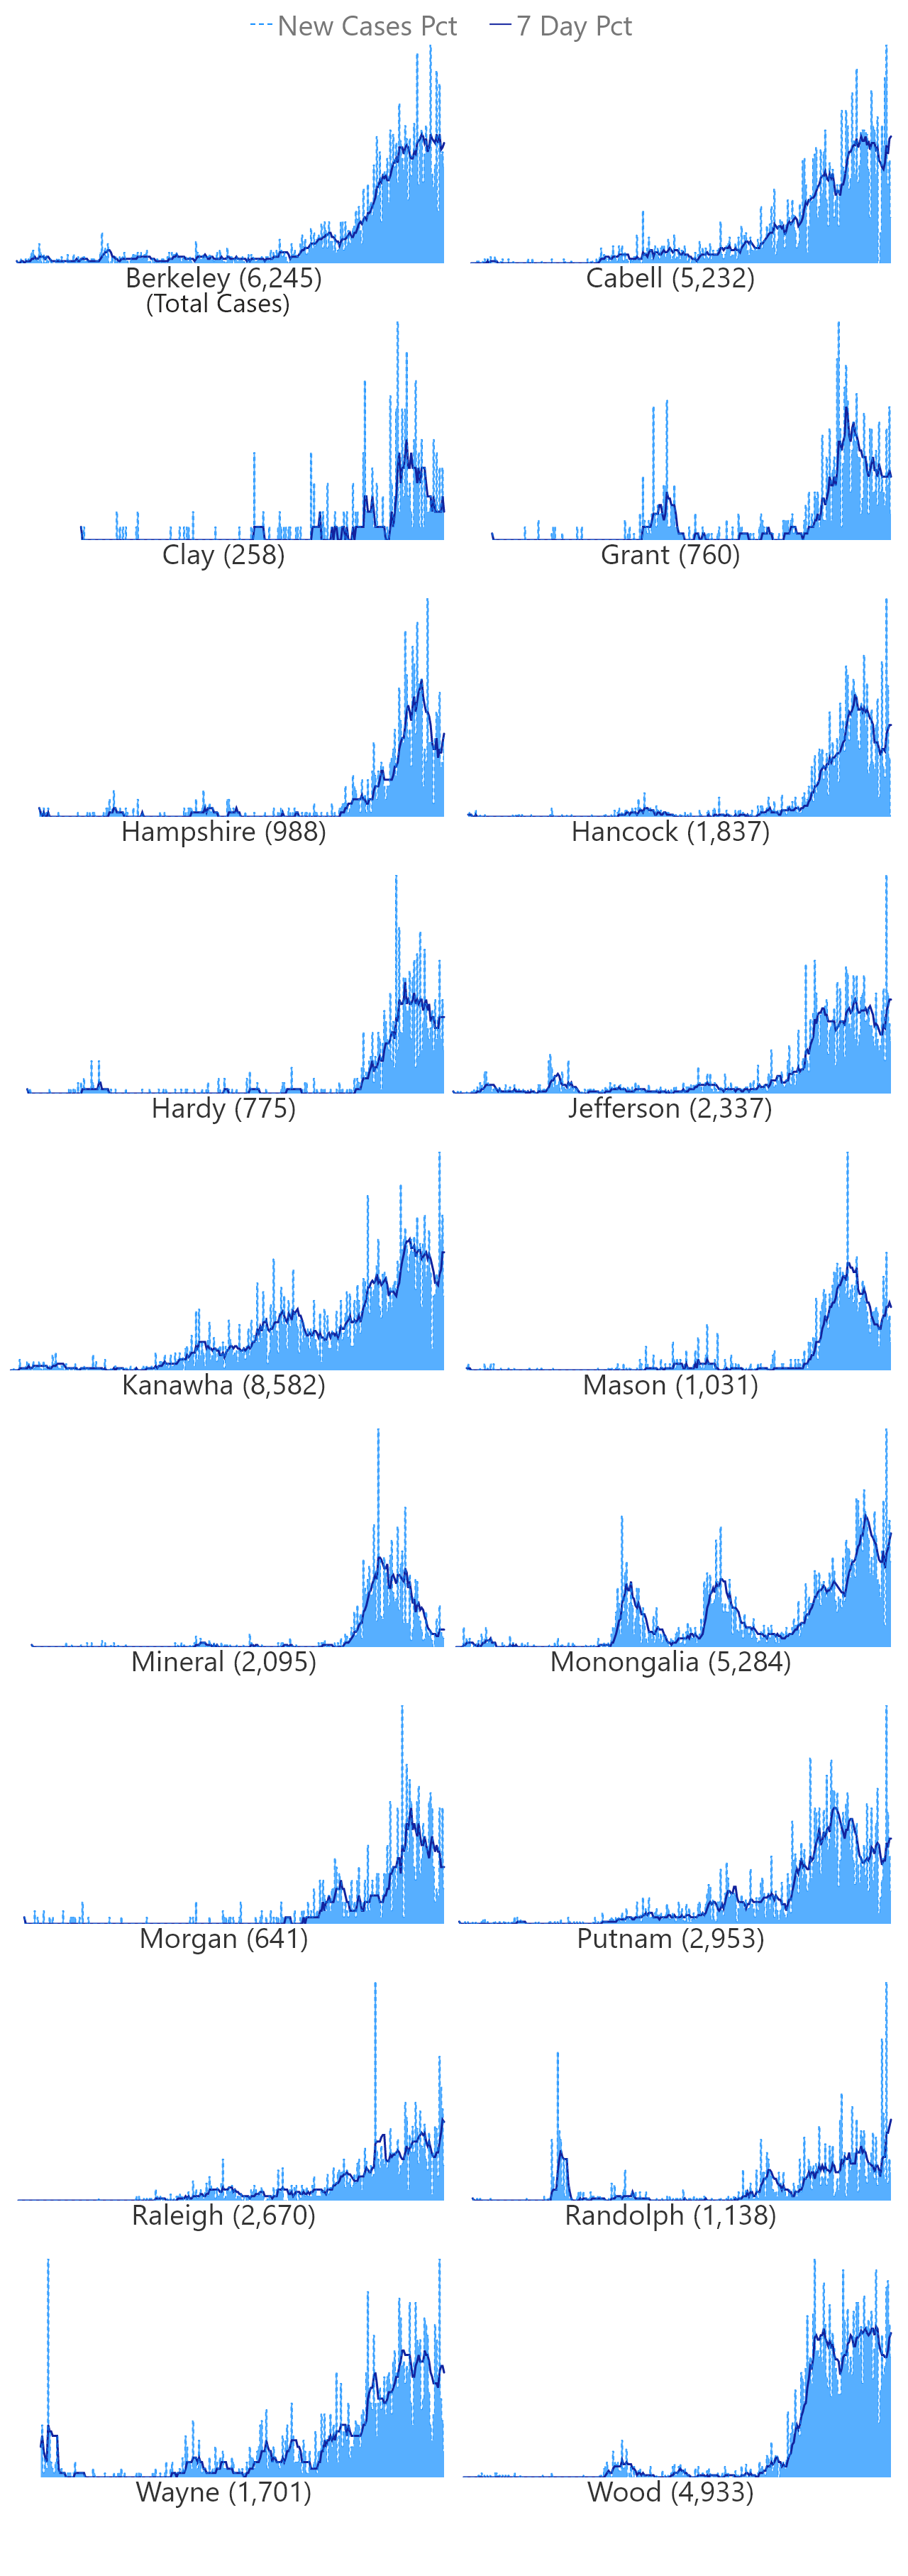 New Cases Pct 7 Day Pct
Berkeley (6,245) Cabell (5,232)
(Total Cases)
Clay (258) Grant (760)
Hampshire (988) Hancock (1,837)
Hardy (775) Jefferson (2,337)
Kanawha (8,582) Mason (1,031)
Mineral (2,095) Monongalia (5,284)
Morgan (641) Putnam (2,953)
Raleigh (2,670) Randolph (1,138)
Wayne (1,701) Wood (4,933)